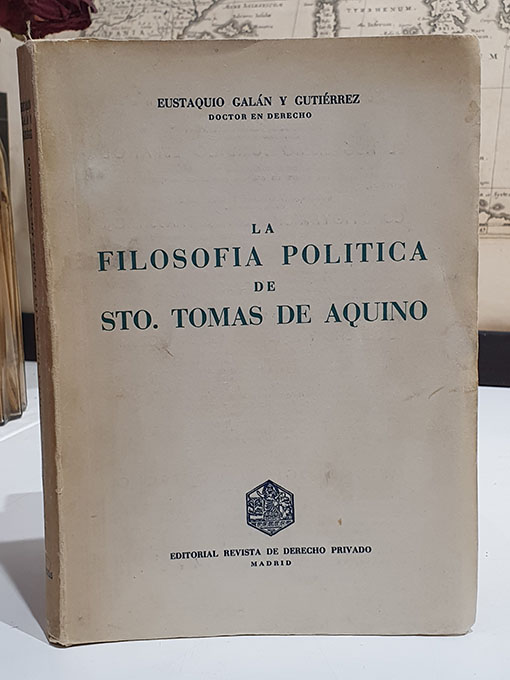 EUSTAQUIO GALÁN Y GUTIÉRREZ
DOCTOR EN DERECHO
LA
FILOSOFIA POLITICA
DE
STO. TOMAS DE AQUINO
EDITORIAL REVISTA DE DERECHO PRIVADO
MADRID